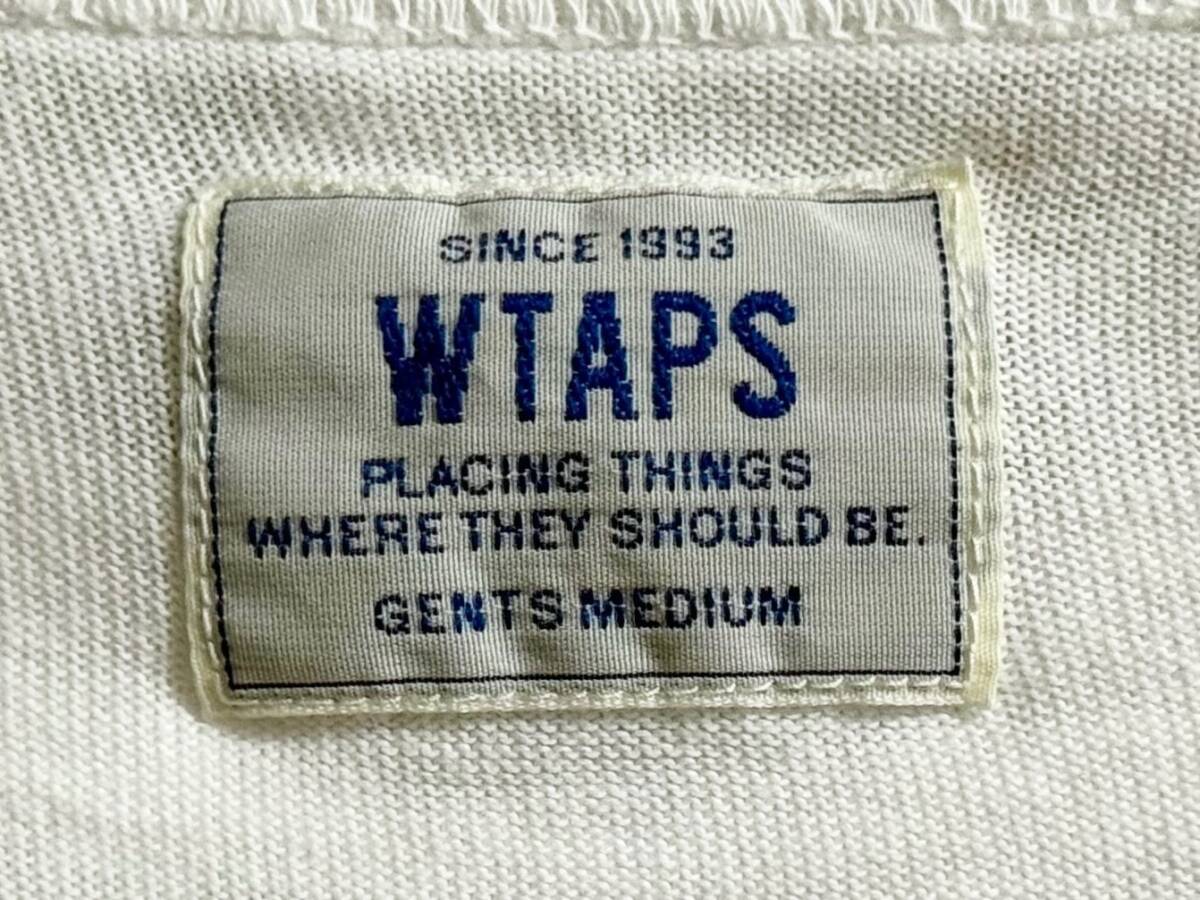 SINCE 1993
WTAPS
PLACING THINGS
WHERE THEY SHOULD BE.
GENTS MEDIUM